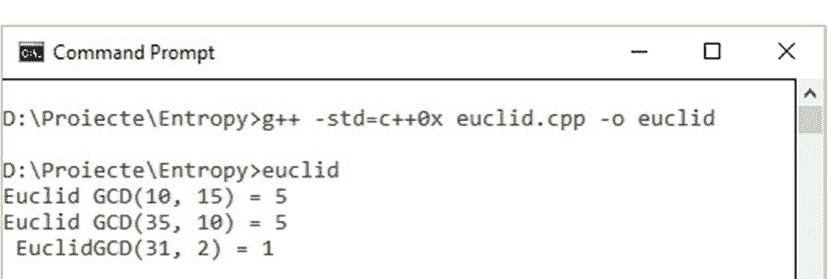 Command Prompt
D:\Proiecte\Entropy>g++ -std=c++0x euclid.cpp -o euclid
D:\Proiecte\Entropy>euclid
Euclid GCD(10, 15) = 5
Euclid GCD(35, 10) = 5
 EuclidGCD(31, 2) = 1